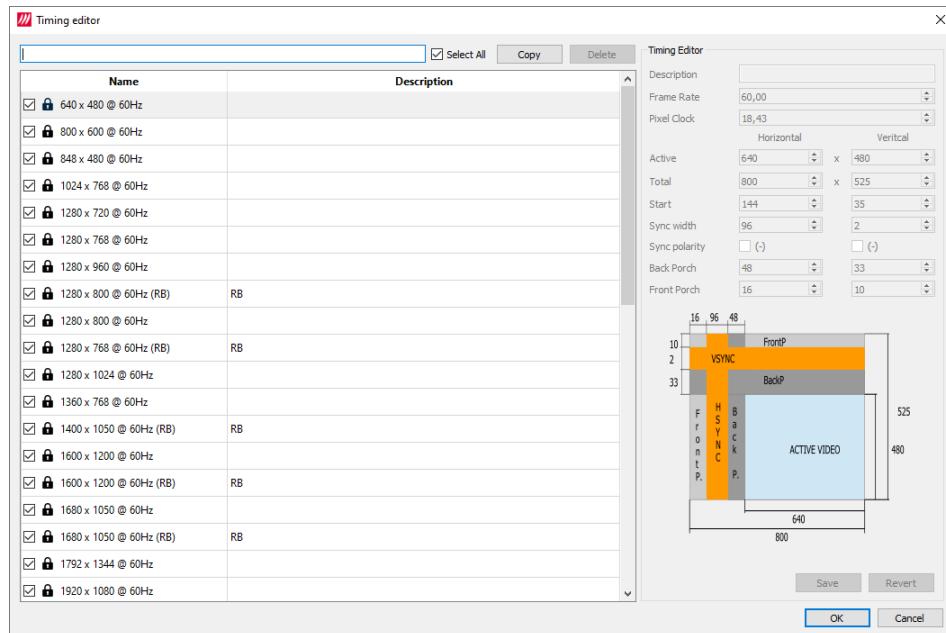 Timing editor
Select All Copy Delete
Name Description
640 x 480 @ 60Hz
800 x 600 @ 60Hz
848 x 480 @ 60Hz
1024 x 768 @ 60Hz
1280 x 720 @ 60Hz
1280 x 768 @ 60Hz
1280 x 960 @ 60Hz
1280 x 800 @ 60Hz (RB) RB
1280 x 800 @ 60Hz
1280 x 768 @ 60Hz (RB) RB
1280 x 1024 @ 60Hz
1360 x 768 @ 60Hz
1400 x 1050 @ 60Hz (RB) RB
1600 x 1200 @ 60Hz
1600 x 1200 @ 60Hz (RB) RB
1680 x 1050 @ 60Hz
1680 x 1050 @ 60Hz (RB) RB
1792 x 1344 @ 60Hz
1920 x 1080 @ 60Hz
Timing Editor
Description
Frame Rate 60,00
Pixel Clock 18,43
Horizontal Veritcal
Active 640 x 480
Total 800 x 525
Start 144 35
Sync width 96 2
Sync polarity (-) (-)
Back Porch 48 33
Front Porch 16 10
16 96 48
10 FrontP
2 VSYNC
33 BackP
FrontP.
HSYNC
Back P.
ACTIVE VIDEO
525
480
640
800
Save Revert
OK Cancel